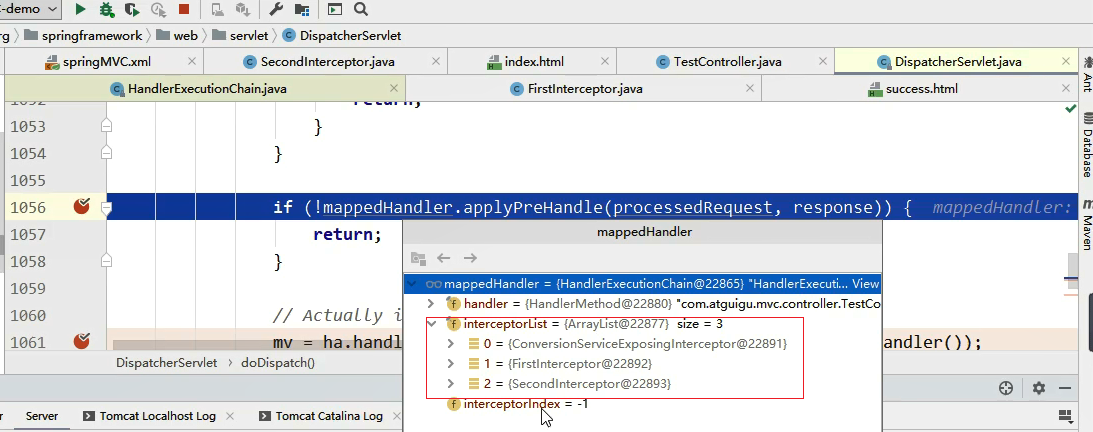 -demo
rg springframework web servlet DispatcherServlet
springMVC.xml SecondInterceptor.java index.html TestController.java DispatcherServlet.java
HandlerExecutionChain.java FirstInterceptor.java success.html
return;
1053 }
1054 }
1055
1056 if (!mappedHandler.applyPreHandle(processedRequest, response)) { mappedHandler:
1057 return;
1058 }
1059
1060 // Actually i
1061 mv = ha.handl andler());
mappedHandler
mappedHandler = {HandlerExecutionChain@22865} "HandlerExecuti... View
handler = {HandlerMethod@22880} "com.atguigu.mvc.controller.TestCo
interceptorList = {ArrayList@22877} size = 3
0 = {ConversionServiceExposingInterceptor@22891}
1 = {FirstInterceptor@22892}
2 = {SecondInterceptor@22893}
interceptorIndex = -1
DispatcherServlet doDispatch()
r Server Tomcat Localhost Log Tomcat Catalina Log
Ant
Database
Maven